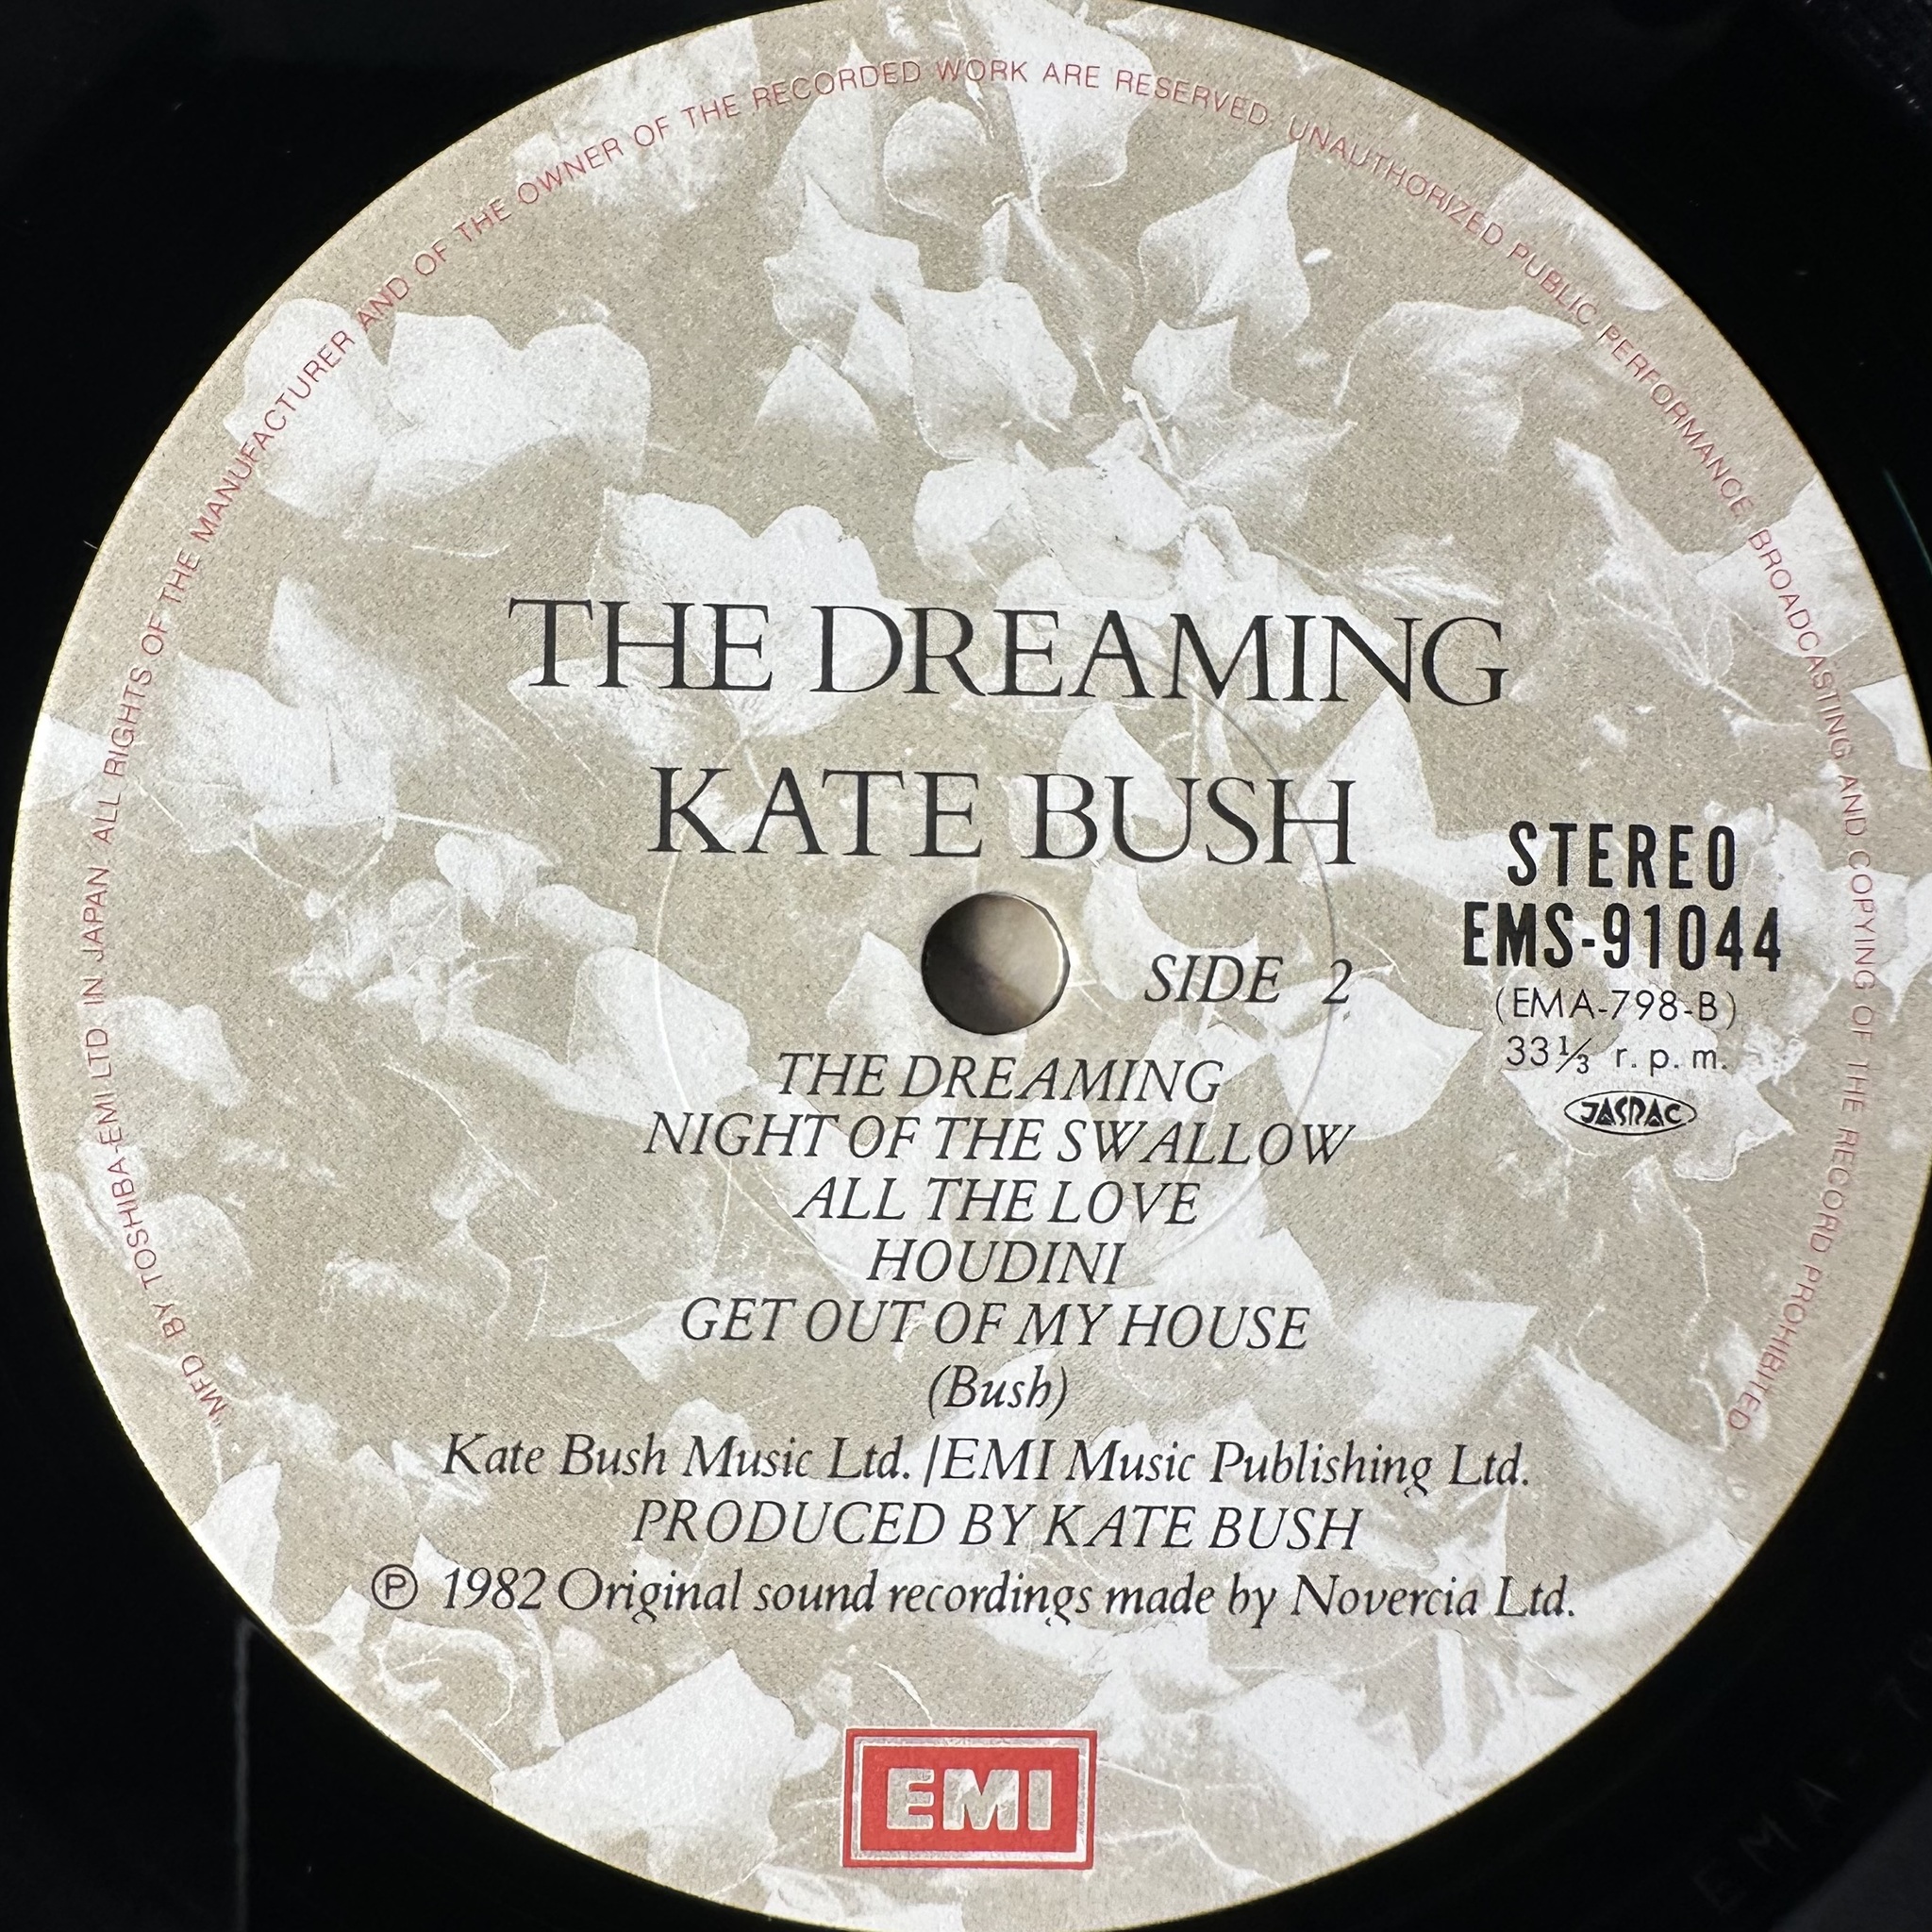 MFD BY TOSHIBA-EMI LTD IN JAPAN. ALL RIGHTS OF THE MANUFACTURER AND OF THE OWNER OF THE RECORDED WORK ARE RESERVED. UNAUTHORIZED PUBLIC PERFORMANCE BROADCASTING AND COPYING OF THE RECORD PROHIBITED
THE DREAMING
KATE BUSH
STEREO
EMS-91044
(EMA-798-B)
33⅓ r.p.m.
JASRAC
SIDE 2
THE DREAMING
NIGHT OF THE SWALLOW
ALL THE LOVE
HOUDINI
GET OUT OF MY HOUSE
(Bush)
Kate Bush Music Ltd./EMI Music Publishing Ltd.
PRODUCED BY KATE BUSH
Ⓟ 1982 Original sound recordings made by Novercia Ltd.
EMI